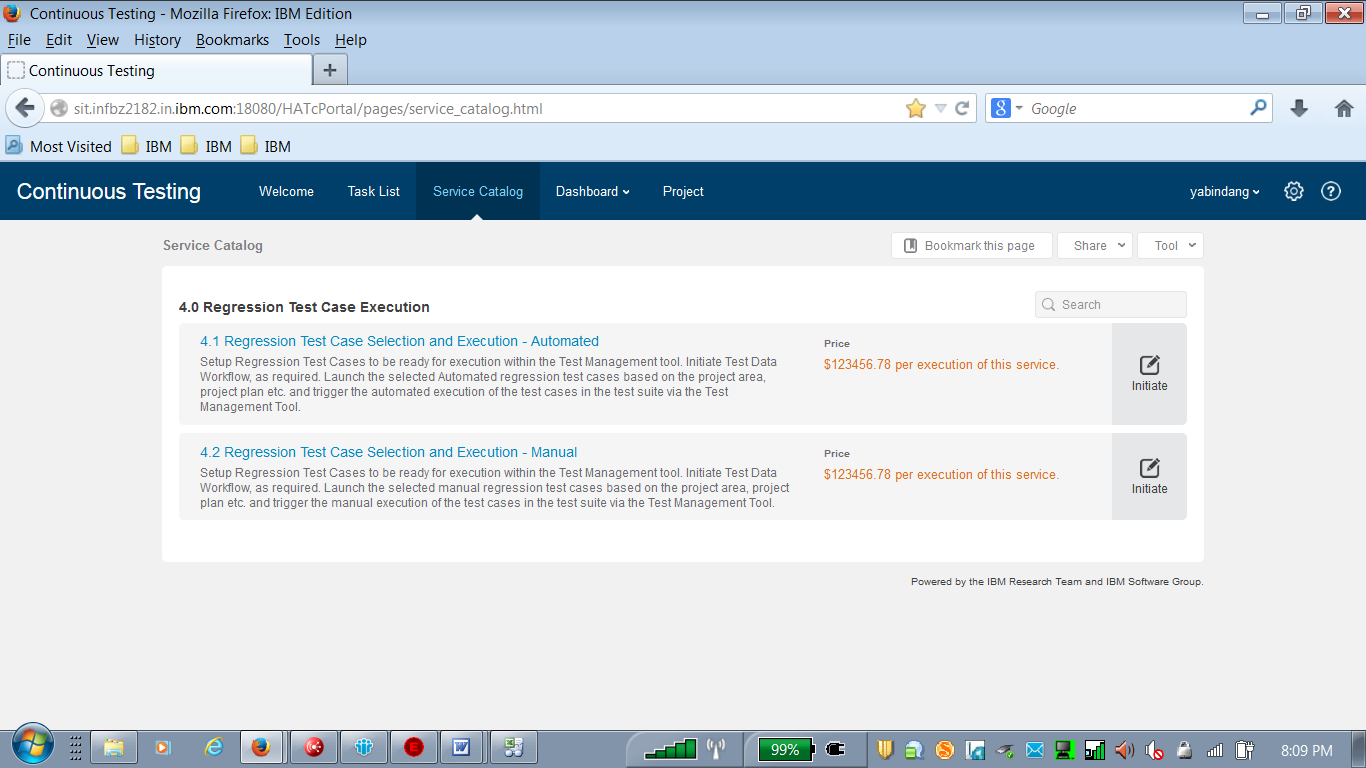 Continuous Testing - Mozilla Firefox: IBM Edition
File Edit View History Bookmarks Tools Help
Continuous Testing
sit.infbz2182.in.ibm.com:18080/HATcPortal/pages/service_catalog.html
Google
Most Visited IBM IBM IBM
Continuous Testing Welcome Task List Service Catalog Dashboard Project yabindang
Service Catalog Bookmark this page Share Tool
4.0 Regression Test Case Execution Search
4.1 Regression Test Case Selection and Execution - Automated
Setup Regression Test Cases to be ready for execution within the Test Management tool. Initiate Test Data
Workflow, as required. Launch the selected Automated regression test cases based on the project area,
project plan etc. and trigger the automated execution of the test cases in the test suite via the Test
Management Tool.
Price
$123456.78 per execution of this service.
Initiate
4.2 Regression Test Case Selection and Execution - Manual
Setup Regression Test Cases to be ready for execution within the Test Management tool. Initiate Test Data
Workflow, as required. Launch the selected manual regression test cases based on the project area, project
plan etc. and trigger the manual execution of the test cases in the test suite via the Test Management Tool.
Price
$123456.78 per execution of this service.
Initiate
Powered by the IBM Research Team and IBM Software Group.
99% 8:09 PM